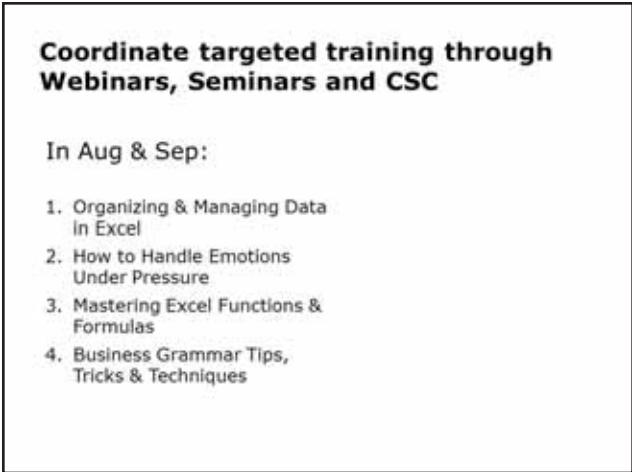 Coordinate targeted training through
Webinars, Seminars and CSC
In Aug & Sep:
1. Organizing & Managing Data
in Excel
2. How to Handle Emotions
Under Pressure
3. Mastering Excel Functions &
Formulas
4. Business Grammar Tips,
Tricks & Techniques